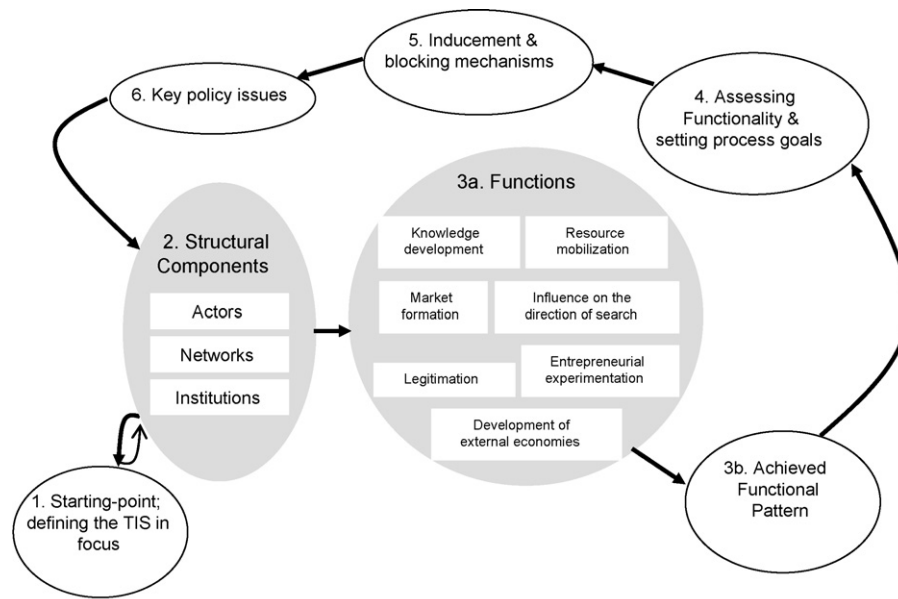 5. Inducement &
blocking mechanisms
6. Key policy issues
4. Assessing
Functionality &
setting process goals
3a. Functions
2. Structural
Components
Knowledge
development
Resource
mobilization
Actors
Market
formation
Influence on the
direction of search
Networks
Institutions
Legitimation
Entrepreneurial
experimentation
Development of
external economies
1. Starting-point;
defining the TIS in
focus
3b. Achieved
Functional
Pattern